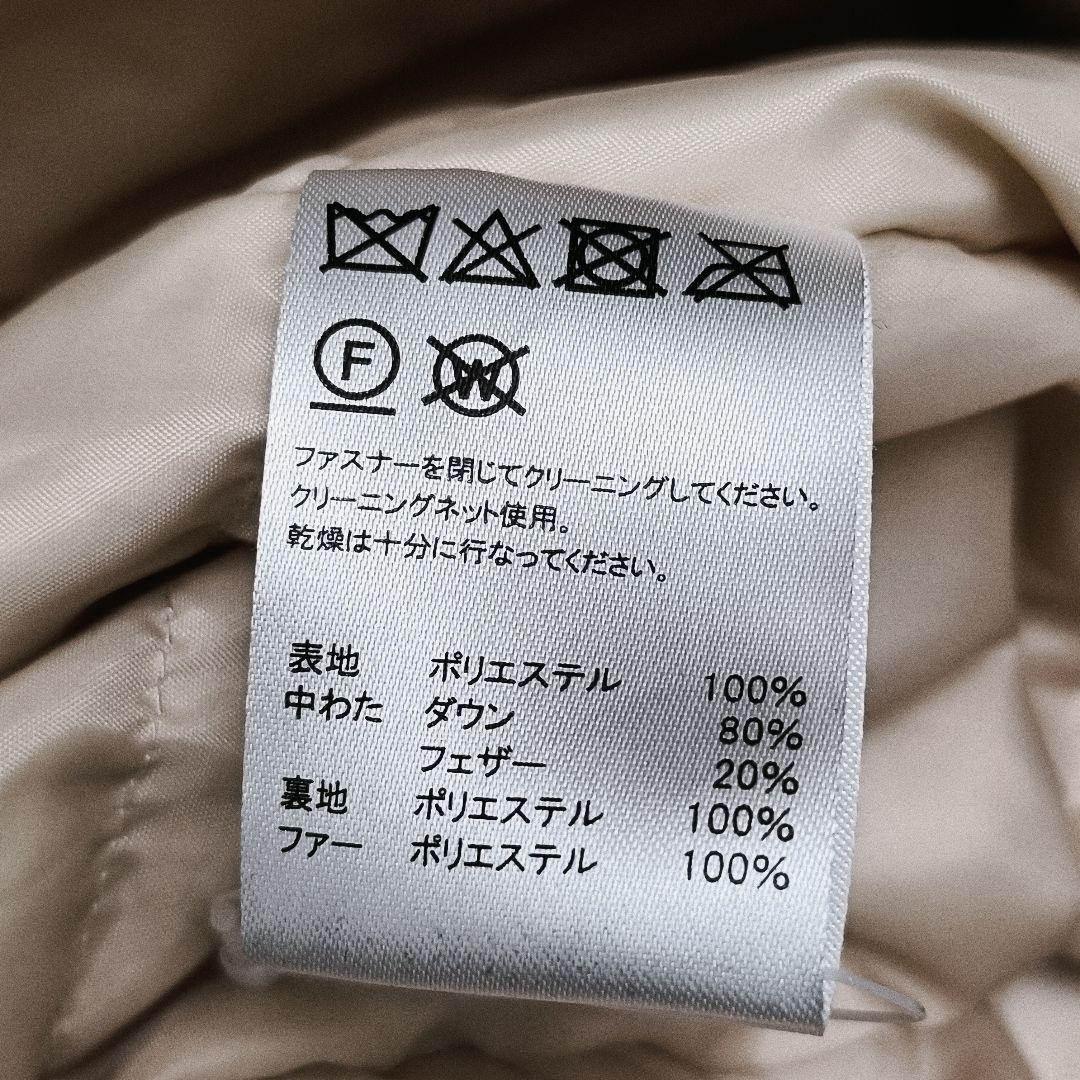 F W
ファスナーを閉じてクリーニングしてください。
クリーニングネット使用。
乾燥は十分に行なってください。
表地 ポリエステル 100%
中わた ダウン 80%
フェザー 20%
裏地 ポリエステル 100%
ファー ポリエステル 100%